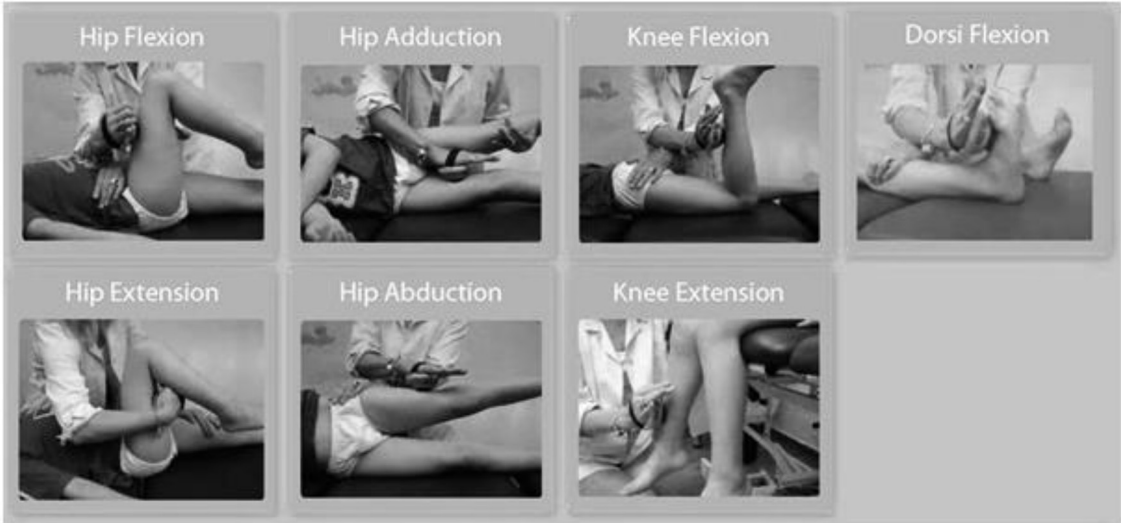 Hip Flexion
Hip Adduction
Knee Flexion
Dorsi Flexion
Hip Extension
Hip Abduction
Knee Extension